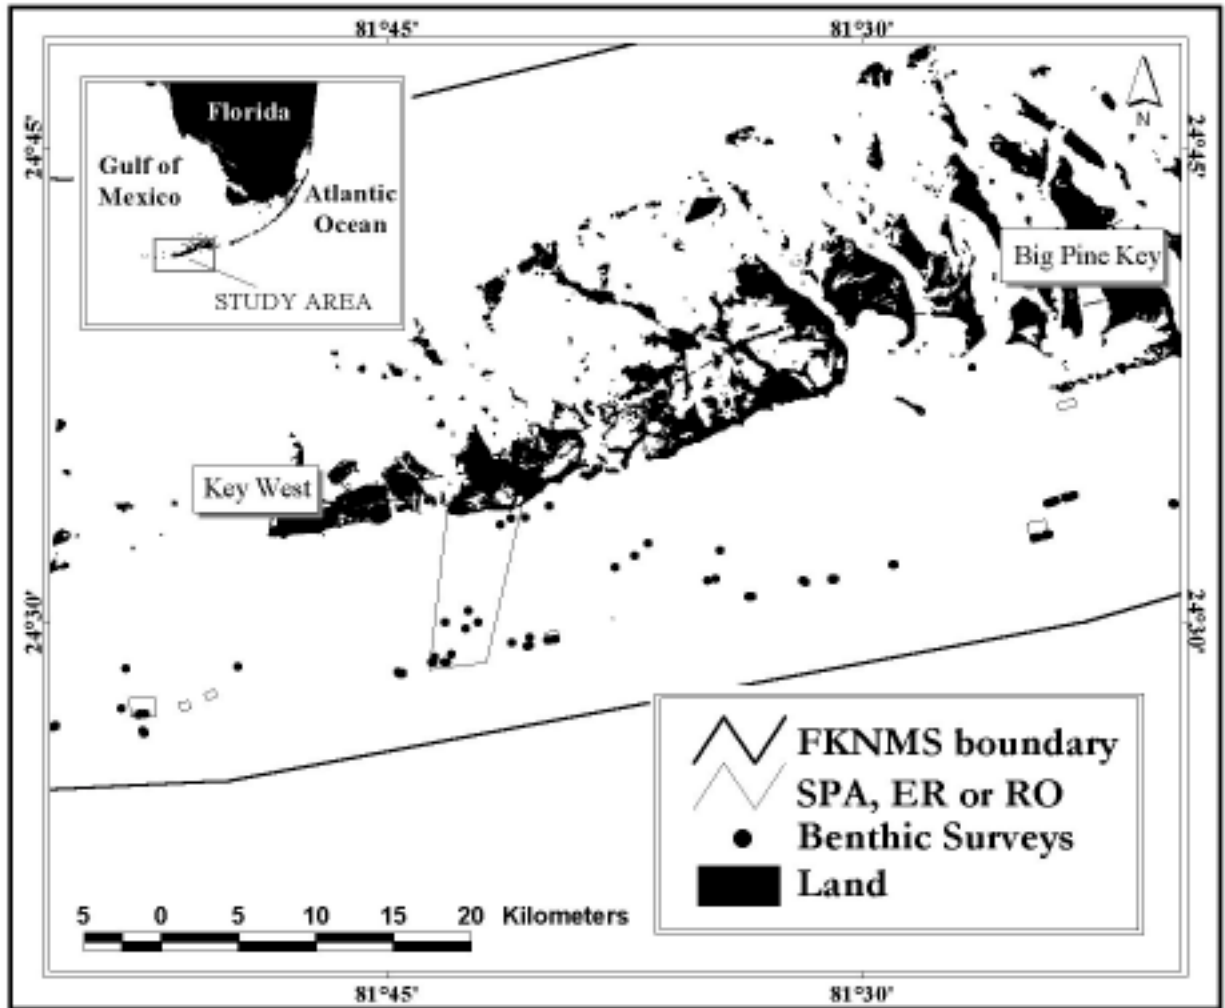 81°45'
81°30'
Florida
Gulf of
Mexico
Atlantic
Ocean
STUDY AREA
N
24°45'
24°45'
Big Pine Key
Key West
24°30'
24°30'
FKNMS boundary
SPA, ER or RO
Benthic Surveys
Land
5 0 5 10 15 20 Kilometers
81°45'
81°30'